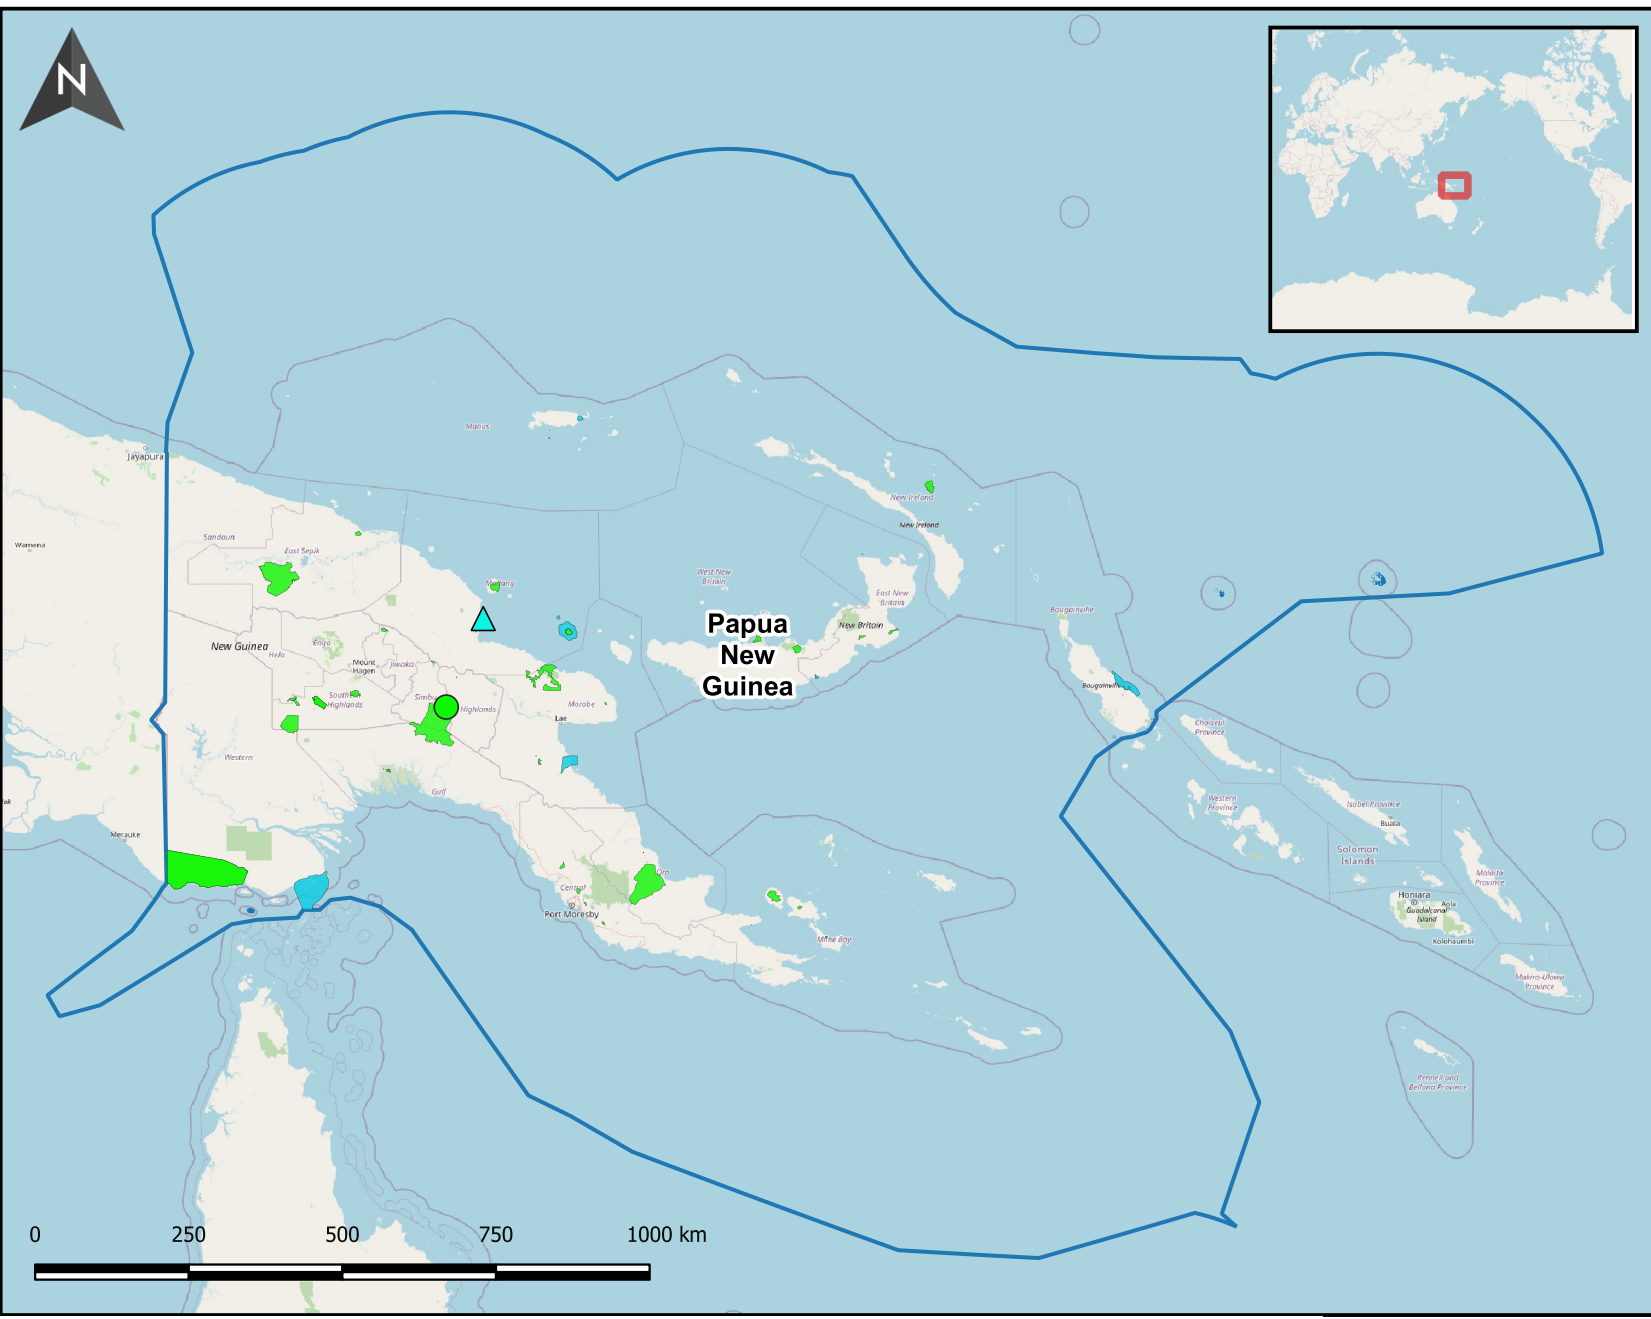 N
Manus
Jayapura
New Ireland
New Ireland
Wamena
Sandaun
East Sepik
Madang
West New
Britain
East New
Britain
New Britain
Papua
New
Guinea
Bougainville
New Guinea
Hela
Enga
Mount
Hagen
Jiwaka
Southern
Highlands
Simbu
Highlands
Morobe
Lae
Bougainville
Choiseul
Province
Western
Gulf
Western
Province
Isabel Province
Buala
Solomon
Islands
Merauke
Malaita
Province
Central
Oro
Port Moresby
Milne Bay
Honiara
Aola
Guadalcanal
Island
Kolohaumbi
Makira-Ulawa
Province
Rennell and
Bellona Province
0 250 500 750 1000 km